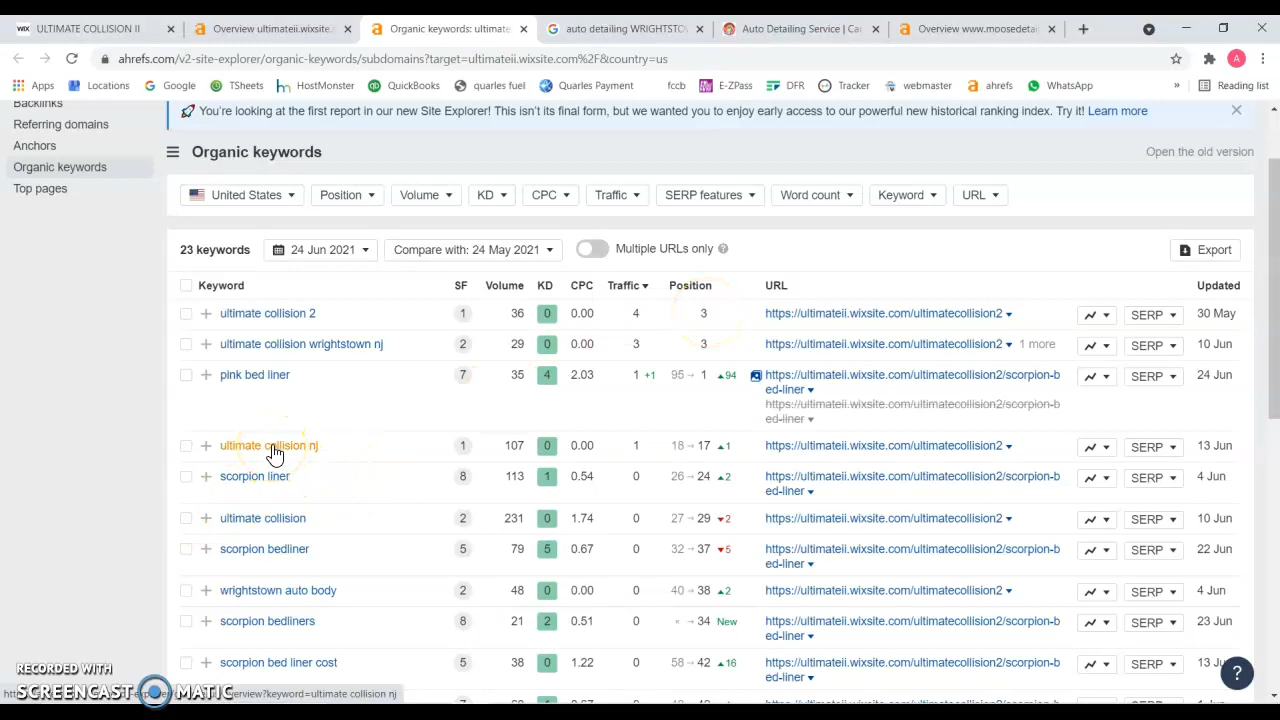 WIX ULTIMATE COLLISION II
Overview ultimateii.wixsite.n
Organic keywords: ultimate
auto detailing WRIGHTSTO
Auto Detailing Service | Car
Overview www.moosedetai
ahrefs.com/v2-site-explorer/organic-keywords/subdomains?target=ultimateii.wixsite.com%2F&country=us
Apps Locations Google TSheets HostMonster QuickBooks quarles fuel Quarles Payment fccb E-ZPass DFR Tracker webmaster ahrefs WhatsApp » Reading list
Backlinks
Referring domains
Anchors
Organic keywords
Top pages
You're looking at the first report in our new Site Explorer! This isn't its final form, but we wanted you to enjoy early access to our powerful new historical ranking index. Try it! Learn more
Organic keywords
Open the old version
United States Position Volume KD CPC Traffic SERP features Word count Keyword URL
23 keywords 24 Jun 2021 Compare with: 24 May 2021 Multiple URLs only Export
Keyword SF Volume KD CPC Traffic Position URL Updated
ultimate collision 2 1 36 0 0.00 4 3 https://ultimateii.wixsite.com/ultimatecollision2 SERP 30 May
ultimate collision wrightstown nj 2 29 0 0.00 3 3 https://ultimateii.wixsite.com/ultimatecollision2 1 more SERP 10 Jun
pink bed liner 7 35 4 2.03 1 +1 95 → 1 ▲94 https://ultimateii.wixsite.com/ultimatecollision2/scorpion-b SERP 24 Jun
ed-liner
https://ultimateii.wixsite.com/ultimatecollision2/scorpion-b
ed-liner
ultimate collision nj 1 107 0 0.00 1 18 → 17 ▲1 https://ultimateii.wixsite.com/ultimatecollision2 SERP 13 Jun
scorpion liner 8 113 1 0.54 0 26 → 24 ▲2 https://ultimateii.wixsite.com/ultimatecollision2/scorpion-b SERP 4 Jun
ed-liner
ultimate collision 2 231 0 1.74 0 27 → 29 ▼2 https://ultimateii.wixsite.com/ultimatecollision2 SERP 10 Jun
scorpion bedliner 5 79 5 0.67 0 32 → 37 ▼5 https://ultimateii.wixsite.com/ultimatecollision2/scorpion-b SERP 22 Jun
ed-liner
wrightstown auto body 2 48 0 0.00 0 40 → 38 ▲2 https://ultimateii.wixsite.com/ultimatecollision2 SERP 4 Jun
scorpion bedliners 8 21 2 0.51 0 × → 34 New https://ultimateii.wixsite.com/ultimatecollision2/scorpion-b SERP 23 Jun
ed-liner
scorpion bed liner cost 5 38 0 1.22 0 58 → 42 ▲16 https://ultimateii.wixsite.com/ultimatecollision2/scorpion-b SERP 13
ed-liner
RECORDED WITH
SCREENCAST MATIC
overview?keyword=ultimate collision nj